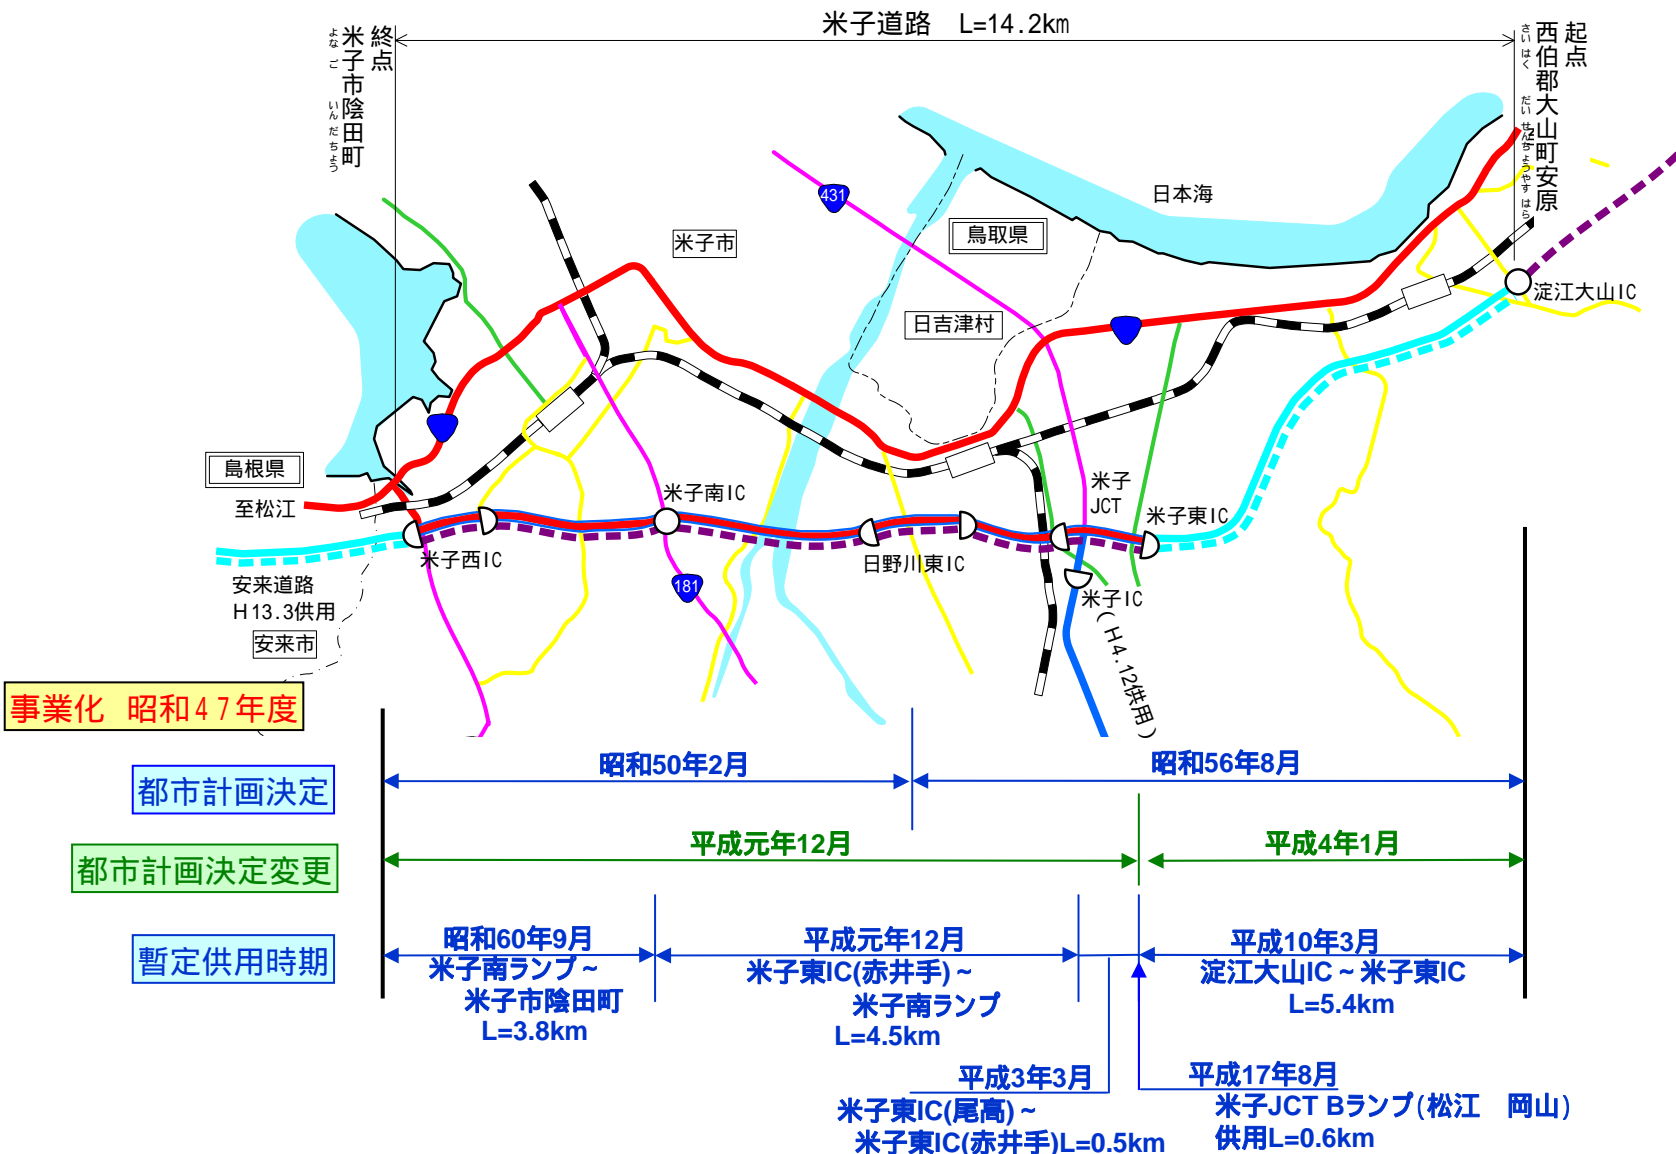 米子道路 L=14.2km
終点
米子市陰田町
よなご いんだちょう
起点
西伯郡大山町安原
さいはく だいせんちょうやすはら
431
日本海
米子市
鳥取県
日吉津村
淀江大山IC
島根県
至松江
米子南IC
米子
JCT
米子東IC
米子西IC
日野川東IC
安来道路
H13.3供用
安来市
181
米子IC
(H4.12供用)
事業化 昭和47年度
都市計画決定
昭和50年2月
昭和56年8月
都市計画決定変更
平成元年12月
平成4年1月
暫定供用時期
昭和60年9月
米子南ランプ~
米子市陰田町
L=3.8km
平成元年12月
米子東IC(赤井手)~
米子南ランプ
L=4.5km
平成10年3月
淀江大山IC~米子東IC
L=5.4km
平成3年3月
米子東IC(尾高)~
米子東IC(赤井手)L=0.5km
平成17年8月
米子JCT Bランプ(松江 岡山)
供用L=0.6km